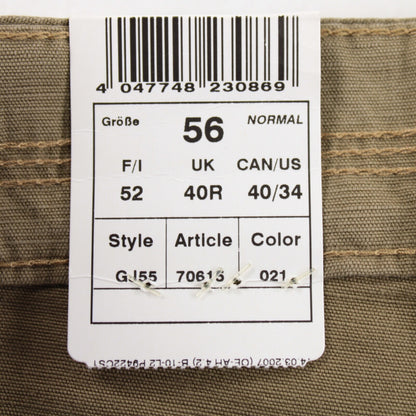 4 047748 230869
Größe 56 NORMAL
F/I UK CAN/US
52 40R 40/34
Style Article Color
GJ55 70615 021